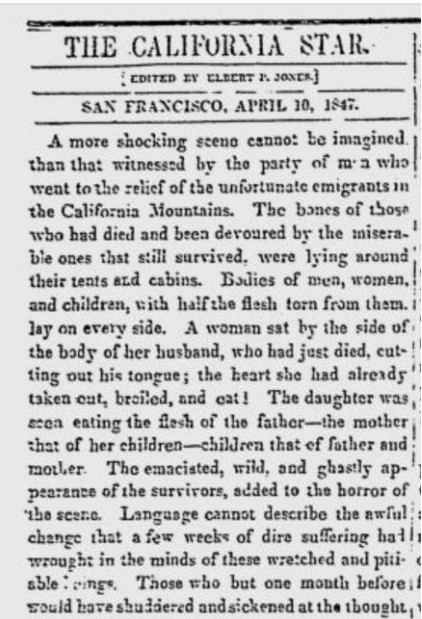 THE CALIFORNIA STAR.
[EDITED BY ELBERT P. JONES.]
SAN FRANCISCO, APRIL 10, 1847.
A more shocking scene cannot be imagined,
than that witnessed by the party of men who
went to the relief of the unfortunate emigrants in
the California Mountains. The bones of those
who had died and been devoured by the misera-
ble ones that still survived, were lying around
their tents and cabins. Bodies of men, women,
and children, with half the flesh torn from them,
lay on every side. A woman sat by the side of
the body of her husband, who had just died, cut-
ting out his tongue; the heart she had already
taken out, broiled, and eat! The daughter was
seen eating the flesh of the father—the mother
that of her children—children that of father and
mother. The emaciated, wild, and ghastly ap-
pearance of the survivors, added to the horror of
the scene. Language cannot describe the awful
change that a few weeks of dire suffering had
wrought in the minds of these wretched and piti-
able beings. Those who but one month before
would have shuddered and sickened at the thought